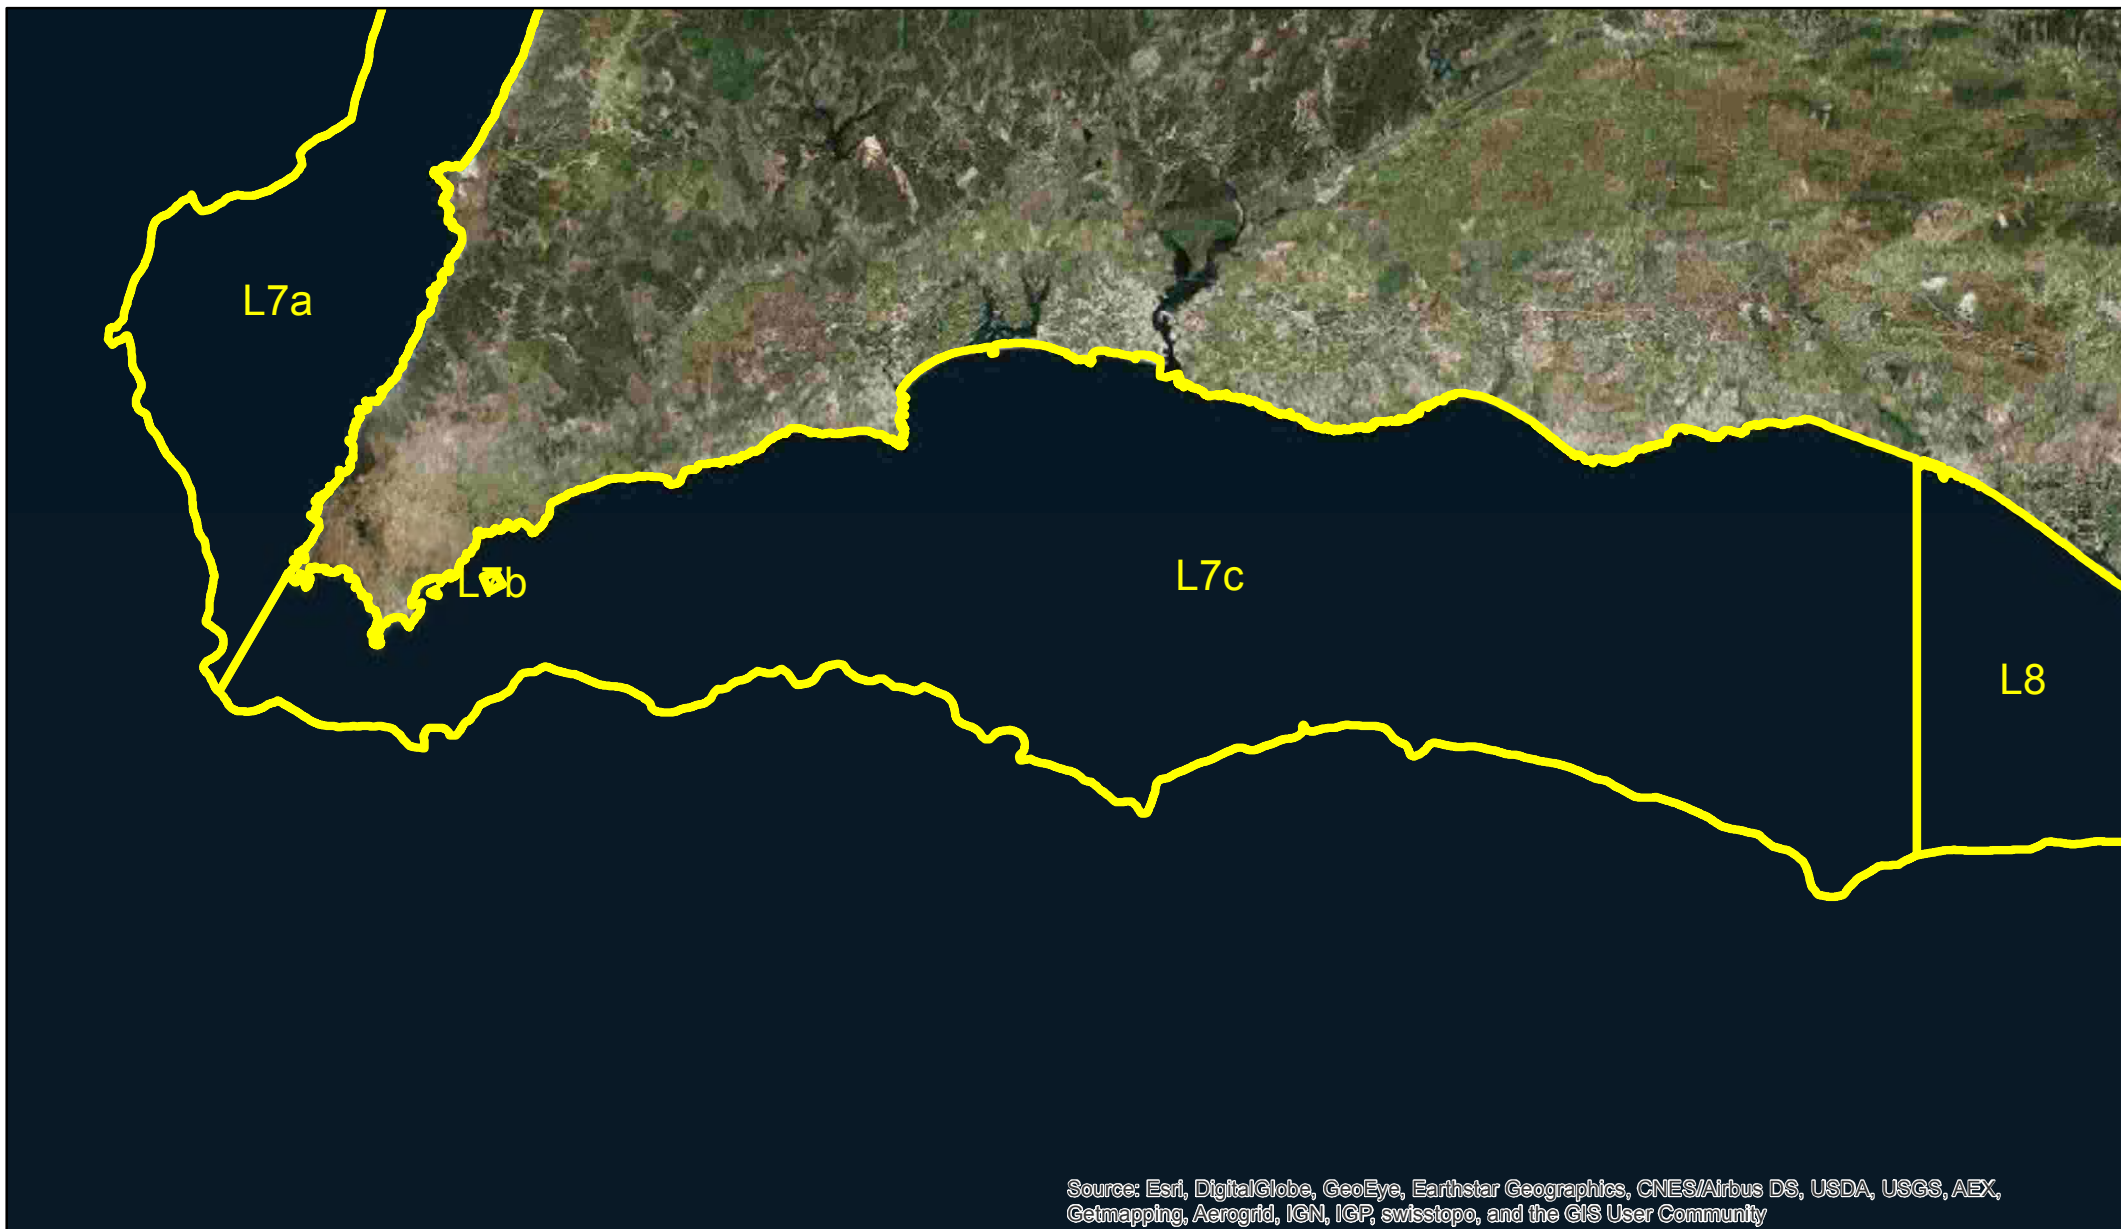 L7a
L7b
L7c
L8
Source: Esri, DigitalGlobe, GeoEye, Earthstar Geographics, CNES/Airbus DS, USDA, USGS, AEX,
Getmapping, Aerogrid, IGN, IGP, swisstopo, and the GIS User Community